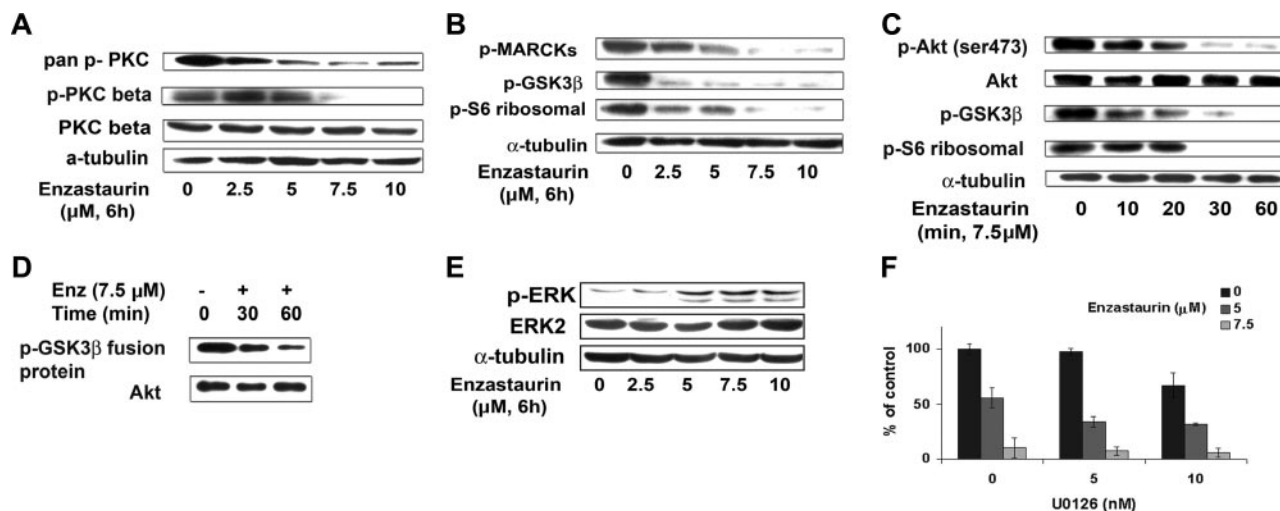 A
pan p- PKC
p-PKC beta
PKC beta
a-tubulin
Enzastaurin 0 2.5 5 7.5 10
(µM, 6h)
B
p-MARCKs
p-GSK3β
p-S6 ribosomal
α-tubulin
Enzastaurin 0 2.5 5 7.5 10
(µM, 6h)
C
p-Akt (ser473)
Akt
p-GSK3β
p-S6 ribosomal
α-tubulin
Enzastaurin 0 10 20 30 60
(min, 7.5µM)
D
Enz (7.5 µM) - + +
Time (min) 0 30 60
p-GSK3β fusion
protein
Akt
E
p-ERK
ERK2
α-tubulin
Enzastaurin 0 2.5 5 7.5 10
(µM, 6h)
F
Enzastaurin (µM)
0
5
7.5
% of control
100
50
0
0 5 10
U0126 (nM)